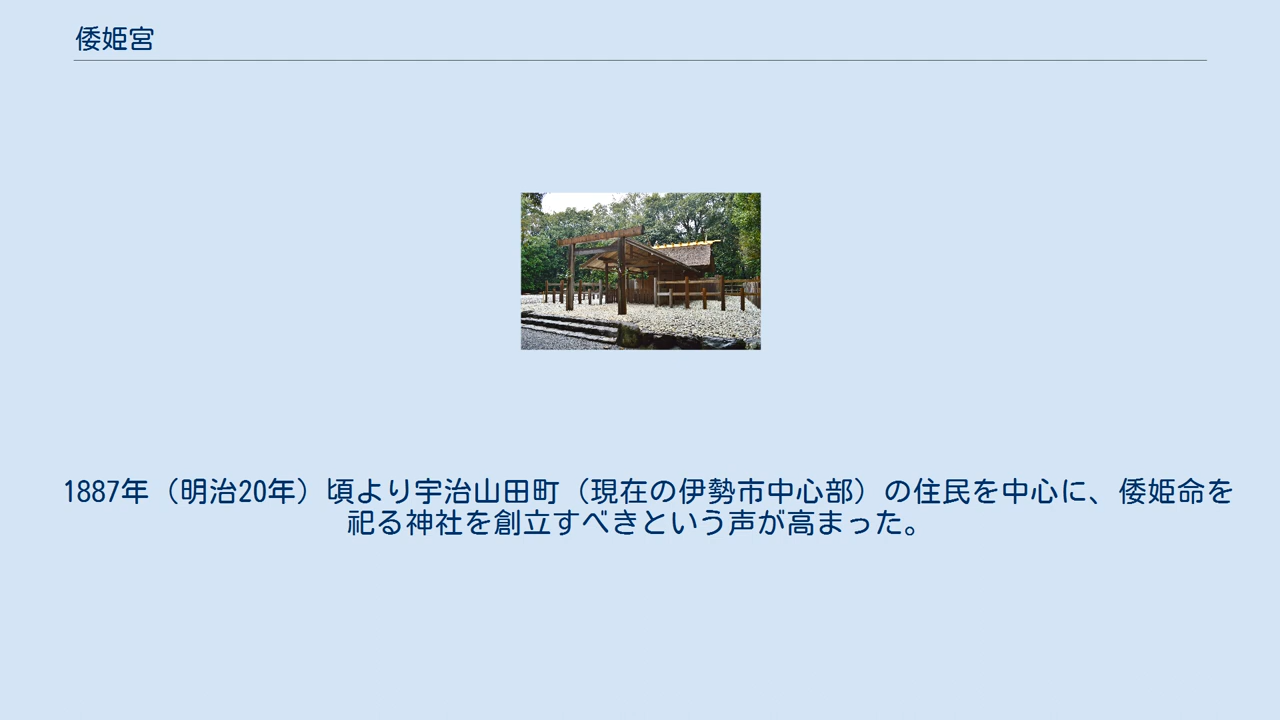 倭姫宮
1887年（明治20年）頃より宇治山田町（現在の伊勢市中心部）の住民を中心に、倭姫命を
祀る神社を創立すべきという声が高まった。